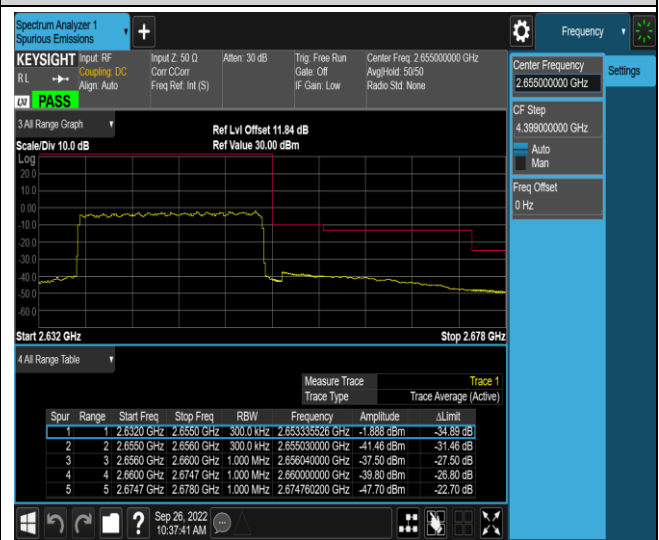 Spectrum Analyzer 1
Spurious Emissions
Frequency
KEYSIGHT Input: RF
Coupling: DC
Align: Auto
RL
LW PASS
Input Z: 50 Ω
Corr CCorr
Freq Ref: Int (S)
Atten: 30 dB
Trig: Free Run
Gate: Off
IF Gain: Low
Center Freq: 2.655000000 GHz
Avg|Hold: 50/50
Radio Std: None
Center Frequency
2.655000000 GHz
Settings
CF Step
4.399000000 GHz
Auto
Man
Freq Offset
0 Hz
3 All Range Graph
Ref Lvl Offset 11.84 dB
Scale/Div 10.0 dB Ref Value 30.00 dBm
Log
20.0
10.0
0.00
-10.0
-20.0
-30.0
-40.0
-50.0
-60.0
Start 2.632 GHz Stop 2.678 GHz
4 All Range Table
Measure Trace Trace 1
Trace Type Trace Average (Active)
Spur Range Start Freq Stop Freq RBW Frequency Amplitude ΔLimit
1 1 2.6320 GHz 2.6550 GHz 300.0 kHz 2.653335526 GHz -1.888 dBm -34.89 dB
2 2 2.6550 GHz 2.6560 GHz 300.0 kHz 2.655030000 GHz -41.46 dBm -31.46 dB
3 3 2.6560 GHz 2.6600 GHz 1.000 MHz 2.656040000 GHz -37.50 dBm -27.50 dB
4 4 2.6600 GHz 2.6747 GHz 1.000 MHz 2.660000000 GHz -39.80 dBm -26.80 dB
5 5 2.6747 GHz 2.6780 GHz 1.000 MHz 2.674760200 GHz -47.70 dBm -22.70 dB
Sep 26, 2022
10:37:41 AM